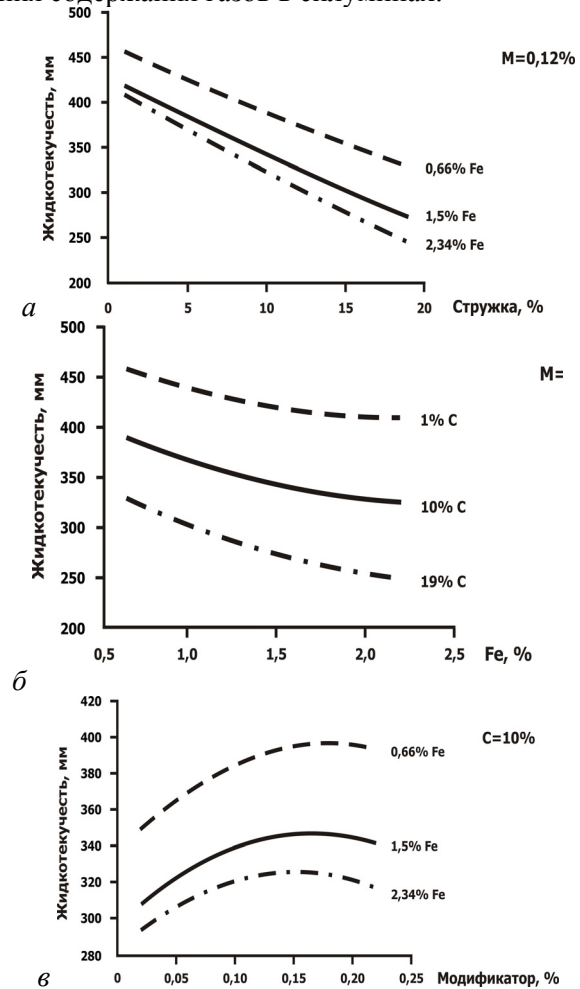 содержания газов в силумина.
500
450
400
350
300
250
200
Жидкотекучесть, мм
М=0,12%
0,66% Fe
1,5% Fe
2,34% Fe
0 5 10 15 20
Стружка, %
а
500
450
400
350
300
250
200
Жидкотекучесть, мм
М=
1% С
10% С
19% С
0,5 1,0 1,5 2,0 2,5
Fe, %
б
420
400
380
360
340
320
300
280
Жидкотекучесть, мм
С=10%
0,66% Fe
1,5% Fe
2,34% Fe
0 0,05 0,10 0,15 0,20 0,25
Модификатор, %
в